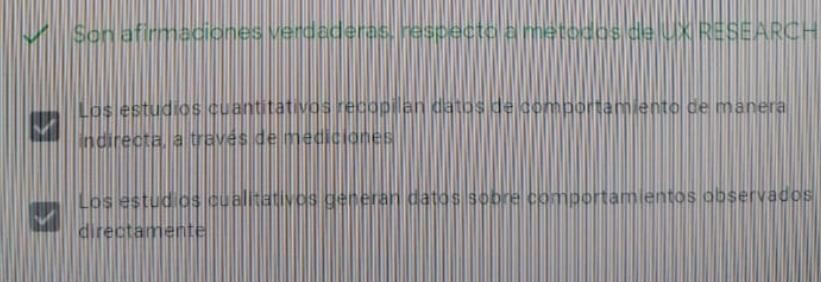 Son afirmaciones verdaderas, respecto a métodos de UX RESEARCH
Los estudios cuantitativos recopilan datos de comportamiento de manera
indirecta, a través de mediciones
Los estudios cualitativos generan datos sobre comportamientos observados
directamente